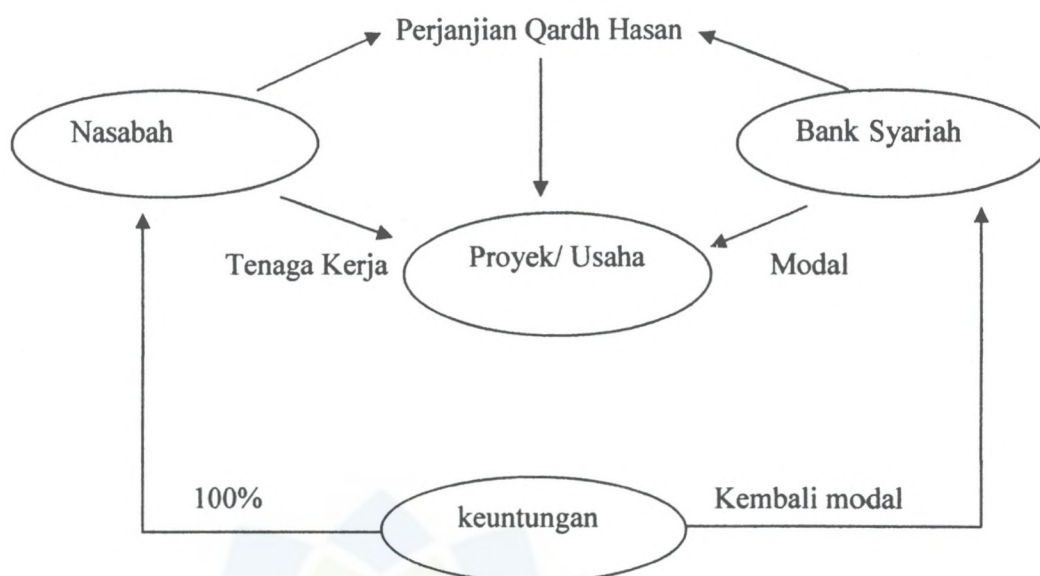 Perjanjian Qardh Hasan
Nasabah
Bank Syariah
Tenaga Kerja
Proyek/ Usaha
Modal
100%
keuntungan
Kembali modal